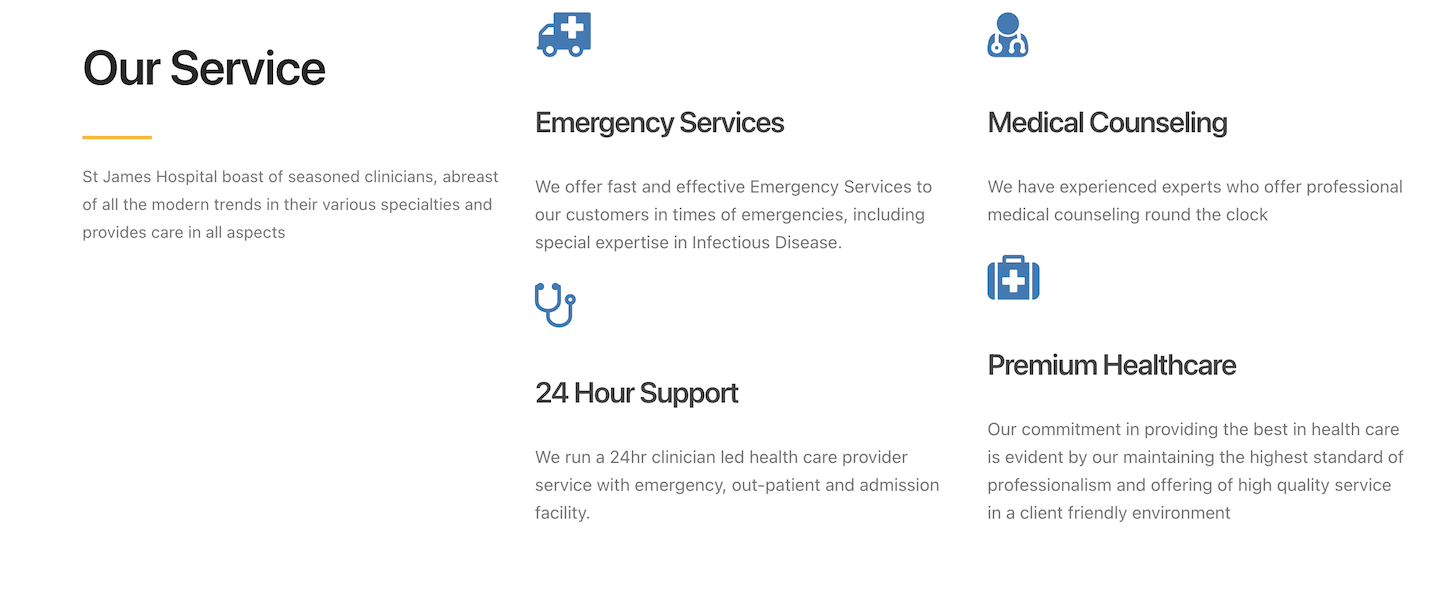 Our Service
St James Hospital boast of seasoned clinicians, abreast
of all the modern trends in their various specialties and
provides care in all aspects
Emergency Services
We offer fast and effective Emergency Services to
our customers in times of emergencies, including
special expertise in Infectious Disease.
24 Hour Support
We run a 24hr clinician led health care provider
service with emergency, out-patient and admission
facility.
Medical Counseling
We have experienced experts who offer professional
medical counseling round the clock
Premium Healthcare
Our commitment in providing the best in health care
is evident by our maintaining the highest standard of
professionalism and offering of high quality service
in a client friendly environment